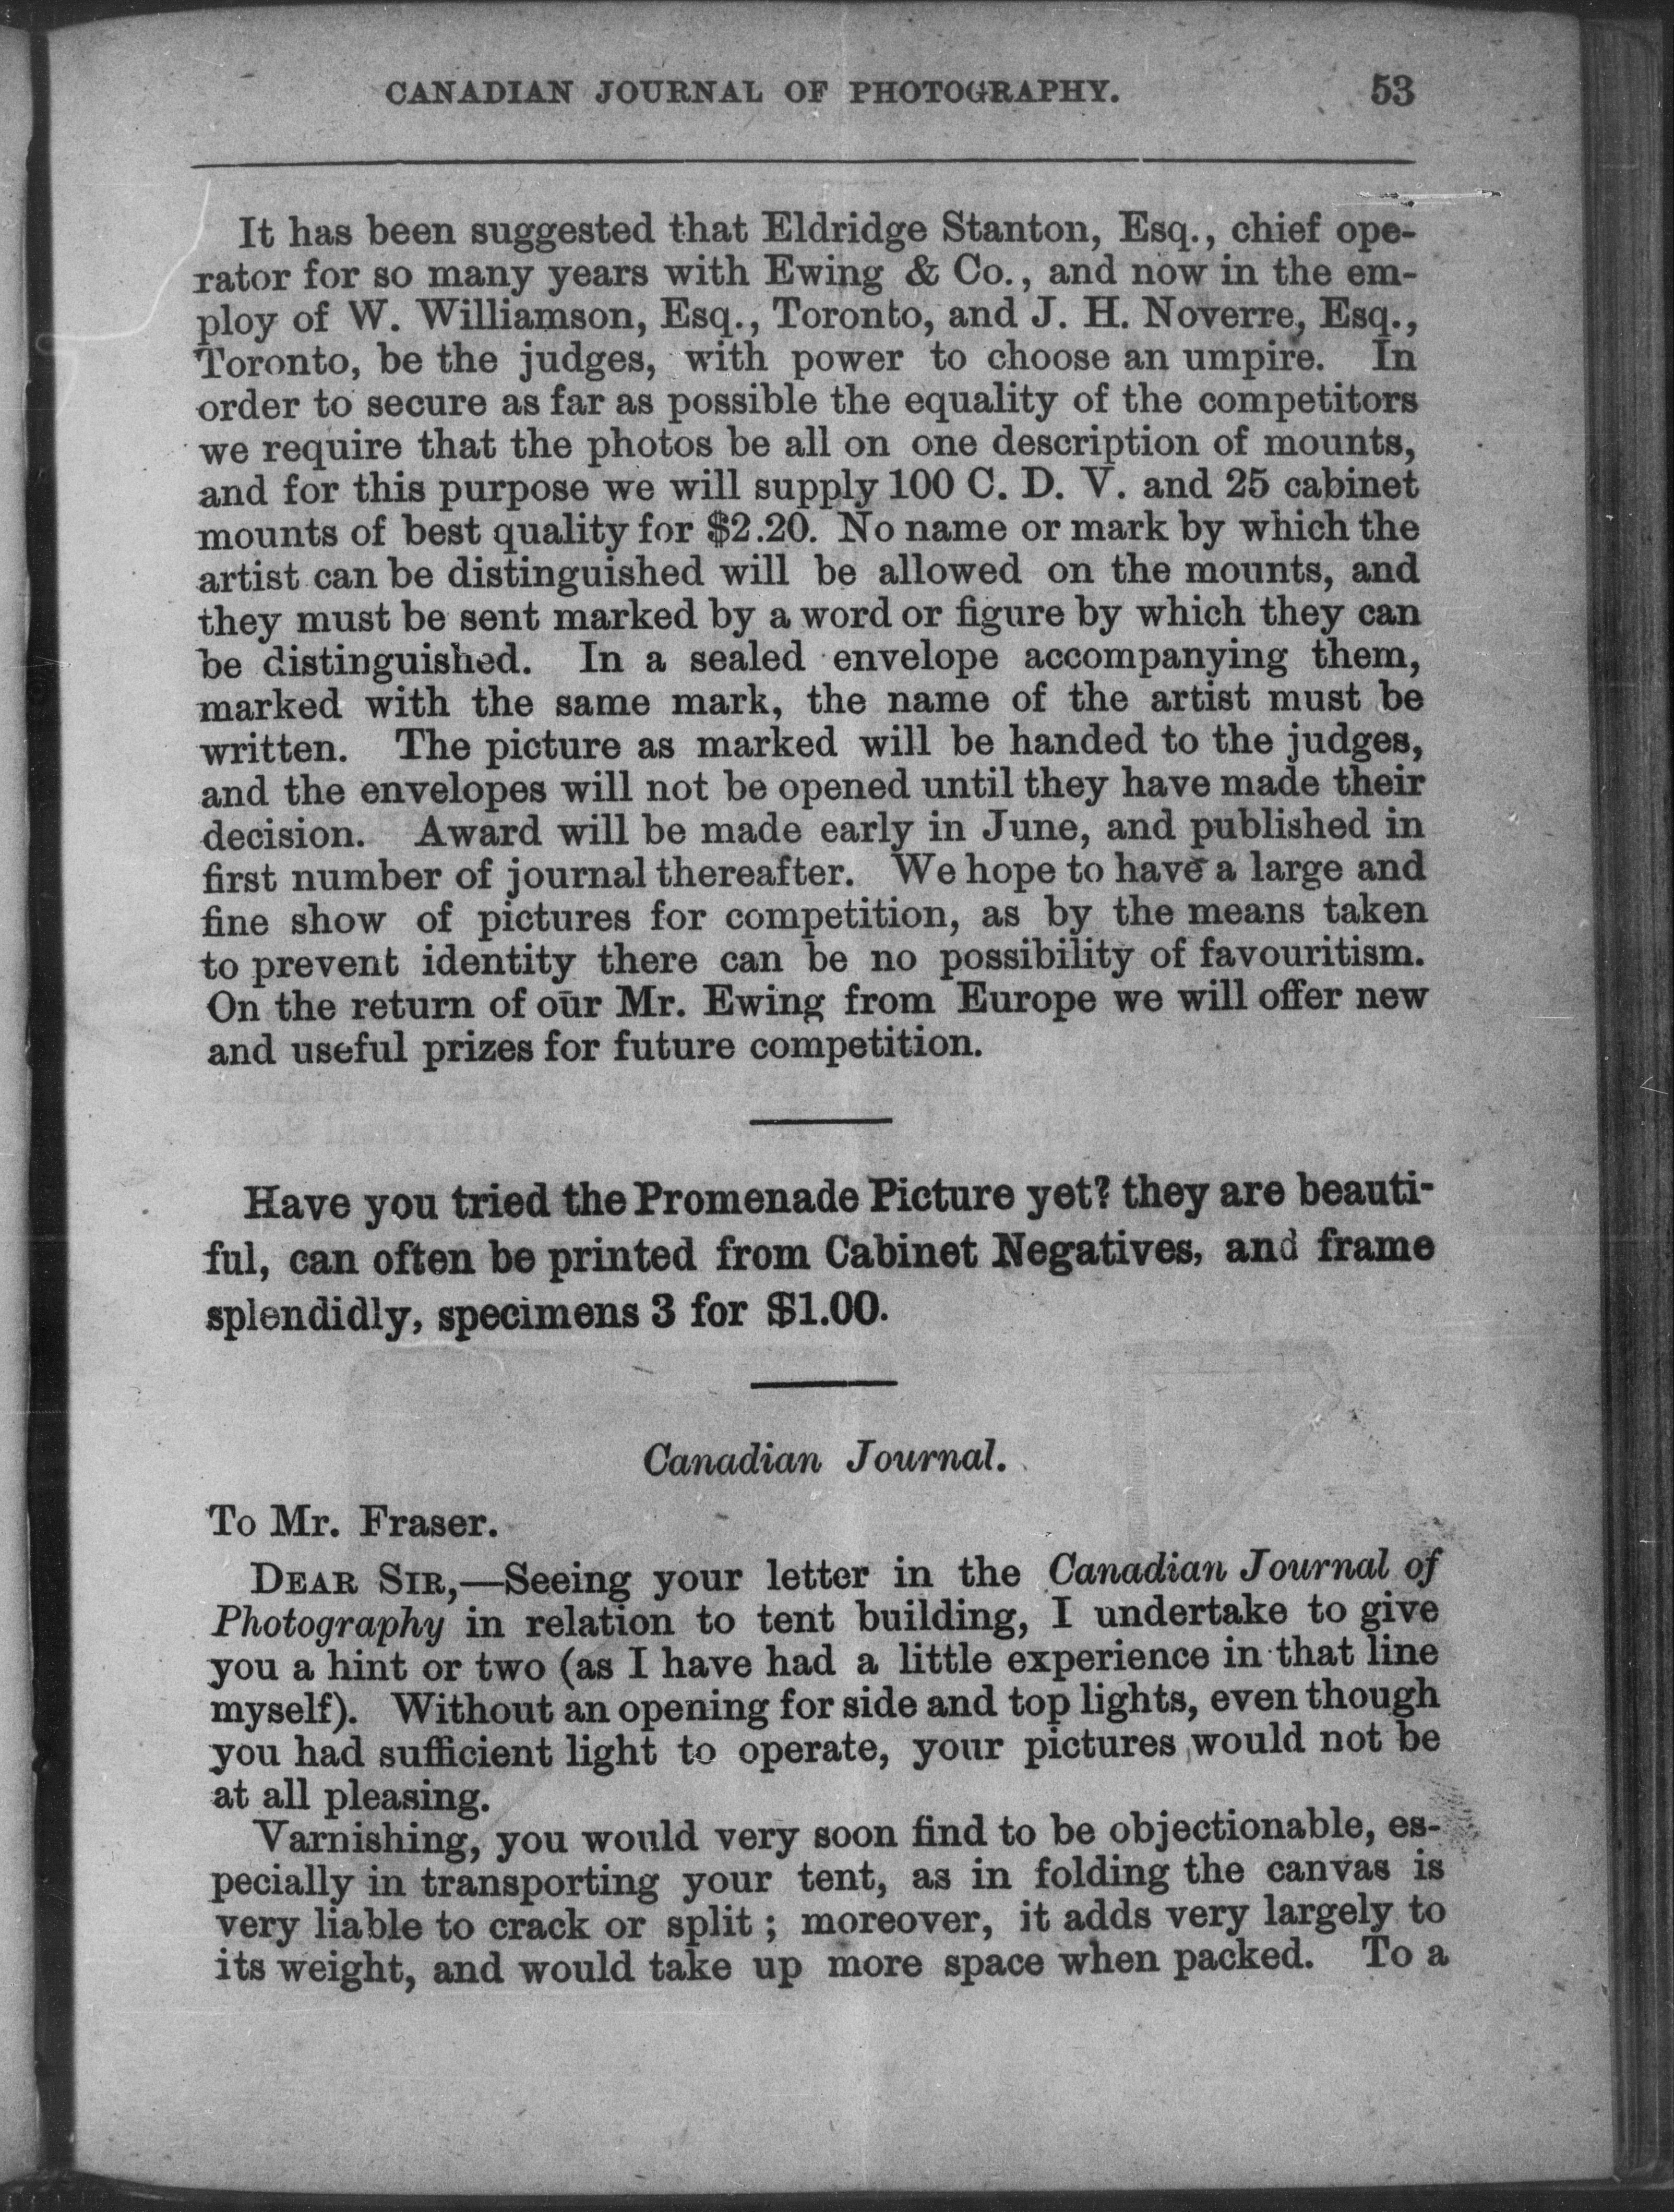 CANADIAN JOURNAL OF PHOTOGRAPHY. 53
It has been suggested that Eldridge Stanton, Esq., chief ope-
rator for so many years with Ewing & Co., and now in the em-
ploy of W. Williamson, Esq., Toronto, and J. H. Noverre, Esq.,
Toronto, be the judges, with power to choose an umpire. In
order to secure as far as possible the equality of the competitors
we require that the photos be all on one description of mounts,
and for this purpose we will supply 100 C. D. V. and 25 cabinet
mounts of best quality for $2.20. No name or mark by which the
artist can be distinguished will be allowed on the mounts, and
they must be sent marked by a word or figure by which they can
be distinguished. In a sealed envelope accompanying them,
marked with the same mark, the name of the artist must be
written. The picture as marked will be handed to the judges,
and the envelopes will not be opened until they have made their
decision. Award will be made early in June, and published in
first number of journal thereafter. We hope to have a large and
fine show of pictures for competition, as by the means taken
to prevent identity there can be no possibility of favouritism.
On the return of our Mr. Ewing from Europe we will offer new
and useful prizes for future competition.
Have you tried the Promenade Picture yet? they are beauti-
ful, can often be printed from Cabinet Negatives, and frame
splendidly, specimens 3 for $1.00.
Canadian Journal.
To Mr. Fraser.
DEAR SIR,—Seeing your letter in the Canadian Journal of
Photography in relation to tent building, I undertake to give
you a hint or two (as I have had a little experience in that line
myself). Without an opening for side and top lights, even though
you had sufficient light to operate, your pictures would not be
at all pleasing.
Varnishing, you would very soon find to be objectionable, es-
pecially in transporting your tent, as in folding the canvas is
very liable to crack or split ; moreover, it adds very largely to
its weight, and would take up more space when packed. To a